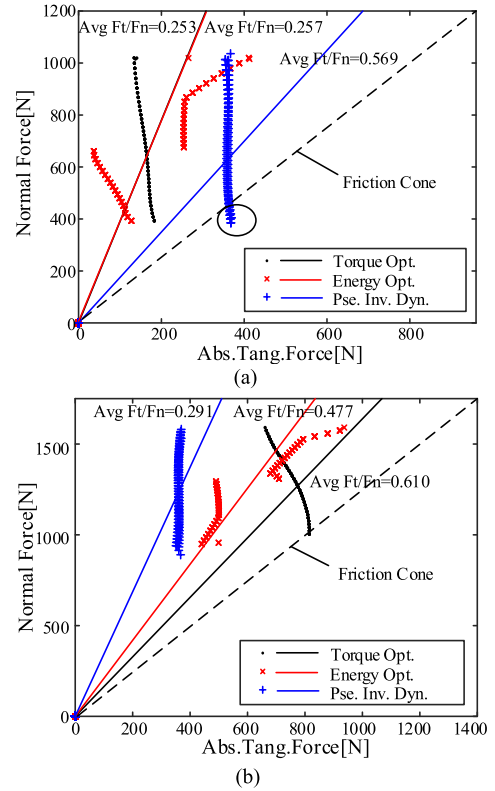 1200
Avg Ft/Fn=0.253 Avg Ft/Fn=0.257
Avg Ft/Fn=0.569
1000
800
600
400
200
0
Normal Force[N]
Friction Cone
Torque Opt.
Energy Opt.
Pse. Inv. Dyn.
0 200 400 600 800
Abs.Tang.Force[N]
(a)
Avg Ft/Fn=0.291 Avg Ft/Fn=0.477
1500
Avg Ft/Fn=0.610
1000
500
0
Normal Force[N]
Friction Cone
Torque Opt.
Energy Opt.
Pse. Inv. Dyn.
0 200 400 600 800 1000 1200 1400
Abs.Tang.Force[N]
(b)